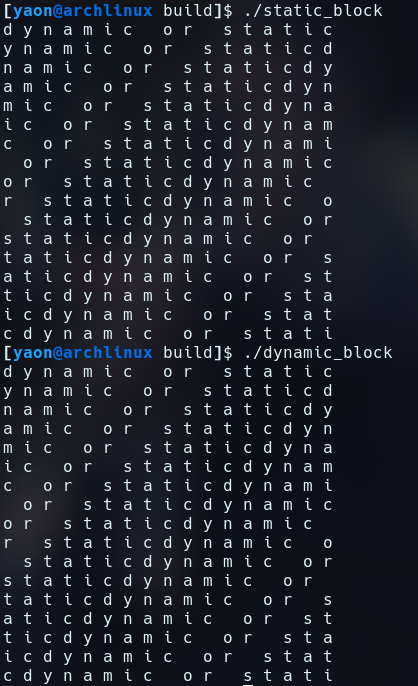 [yaon@archlinux build]$ ./static_block
d y n a m i c   o r   s t a t i c
y n a m i c   o r   s t a t i c d
n a m i c   o r   s t a t i c d y
a m i c   o r   s t a t i c d y n
m i c   o r   s t a t i c d y n a
i c   o r   s t a t i c d y n a m
c   o r   s t a t i c d y n a m i
  o r   s t a t i c d y n a m i c
o r   s t a t i c d y n a m i c
r   s t a t i c d y n a m i c   o
  s t a t i c d y n a m i c   o r
s t a t i c d y n a m i c   o r
t a t i c d y n a m i c   o r   s
a t i c d y n a m i c   o r   s t
t i c d y n a m i c   o r   s t a
i c d y n a m i c   o r   s t a t
c d y n a m i c   o r   s t a t i
[yaon@archlinux build]$ ./dynamic_block
d y n a m i c   o r   s t a t i c
y n a m i c   o r   s t a t i c d
n a m i c   o r   s t a t i c d y
a m i c   o r   s t a t i c d y n
m i c   o r   s t a t i c d y n a
i c   o r   s t a t i c d y n a m
c   o r   s t a t i c d y n a m i
  o r   s t a t i c d y n a m i c
o r   s t a t i c d y n a m i c
r   s t a t i c d y n a m i c   o
  s t a t i c d y n a m i c   o r
s t a t i c d y n a m i c   o r
t a t i c d y n a m i c   o r   s
a t i c d y n a m i c   o r   s t
t i c d y n a m i c   o r   s t a
i c d y n a m i c   o r   s t a t
c d y n a m i c   o r   s t a t i